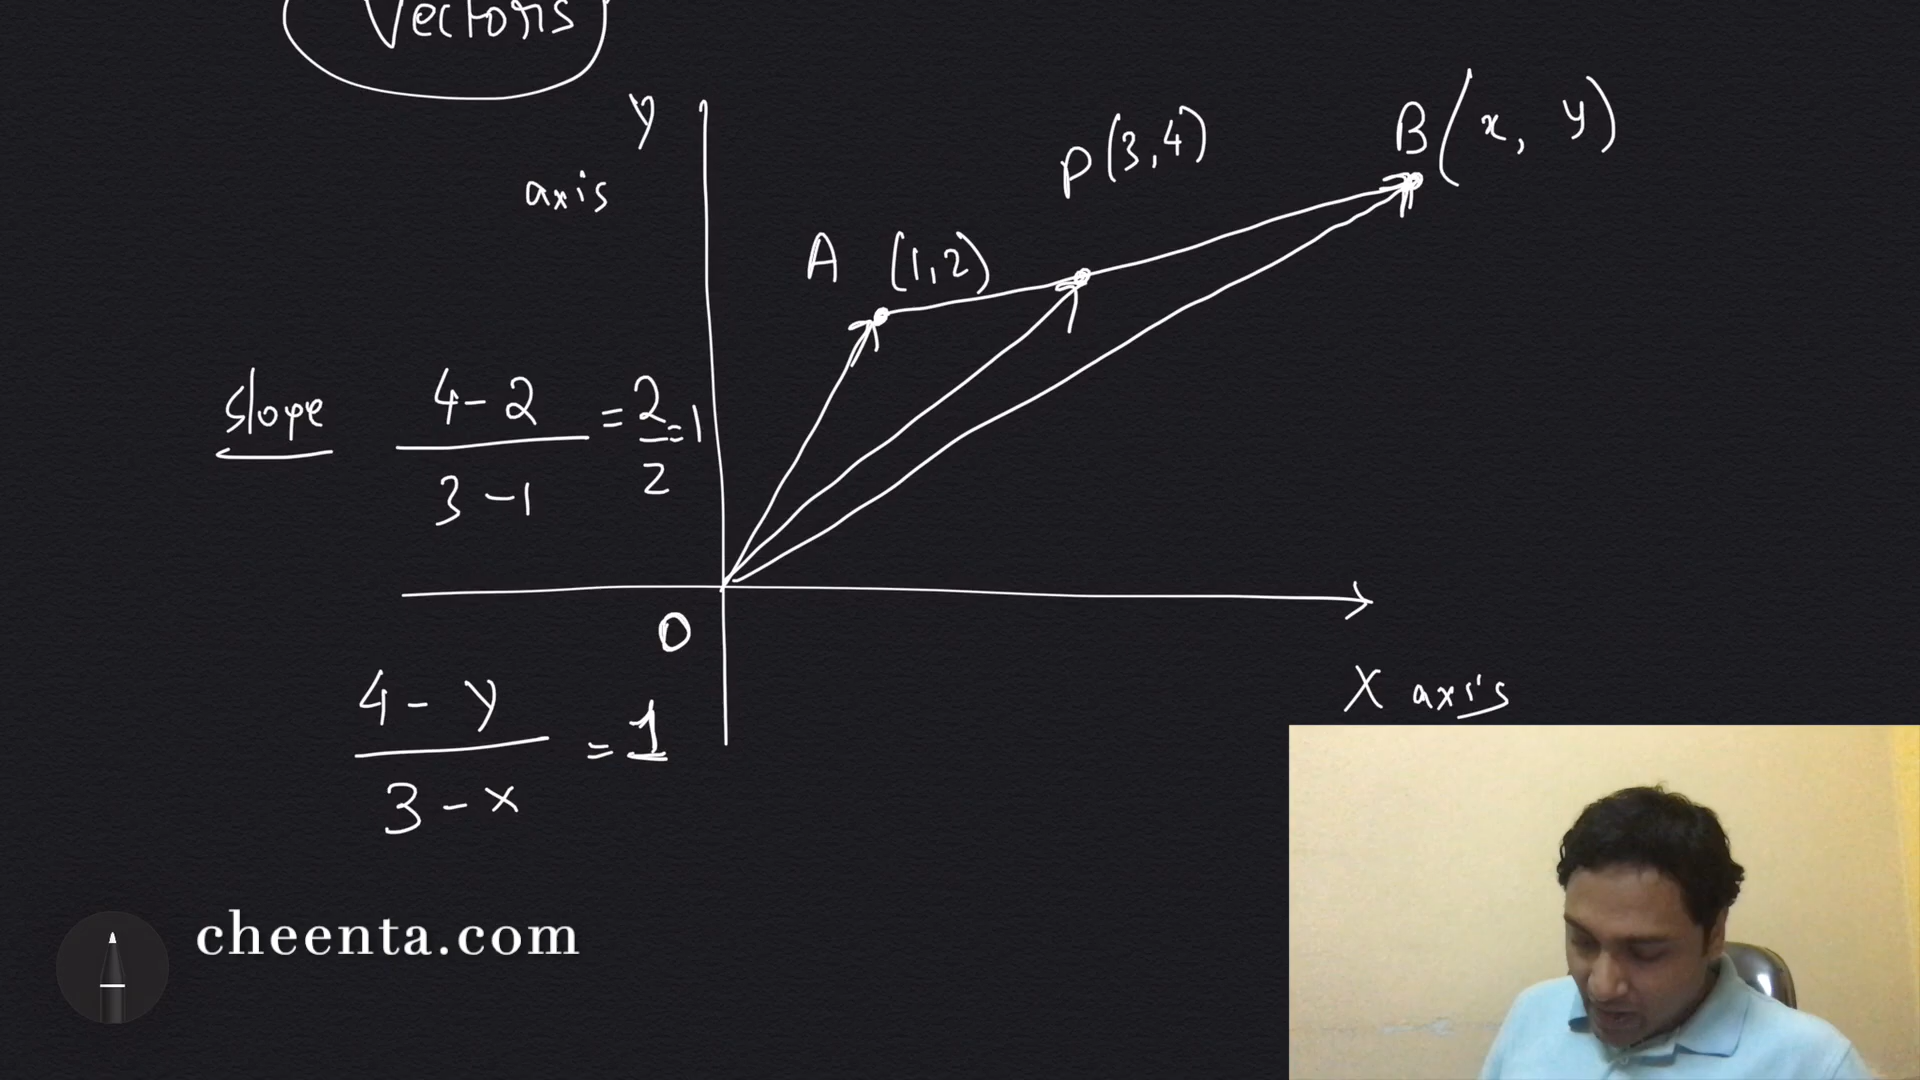 Vectors
y
axis
A (1,2)
P(3,4)
B(x, y)
slope 4-2 / 3-1 = 2/2 = 1
O
X axis
4-y / 3-x = 1
cheenta.com